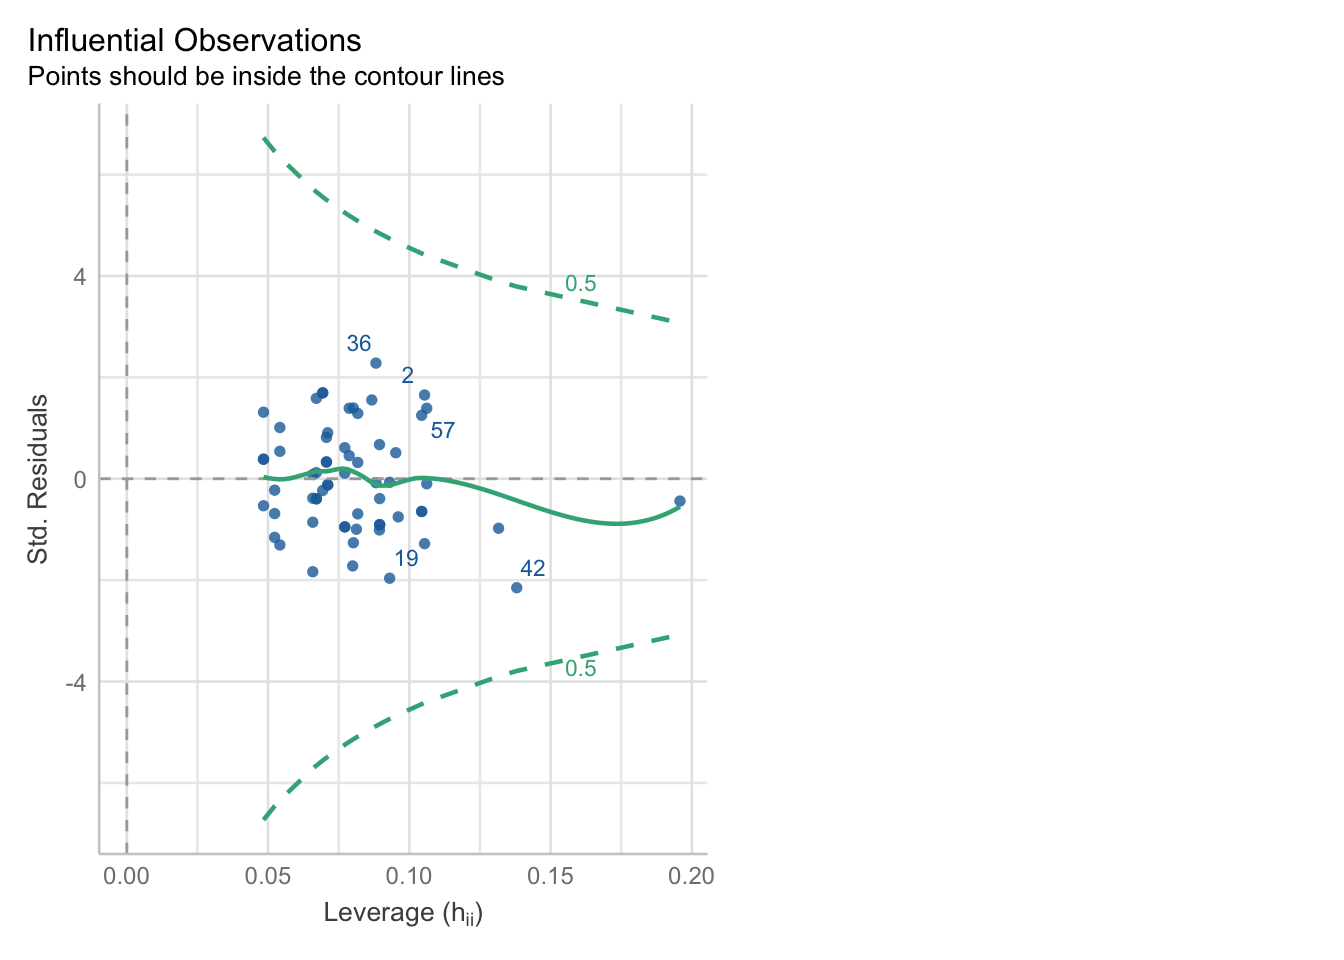 Influential Observations
Points should be inside the contour lines
4
0
-4
Std. Residuals
0.5
36
2
57
19
42
0.5
0.00 0.05 0.10 0.15 0.20
Leverage (hii)